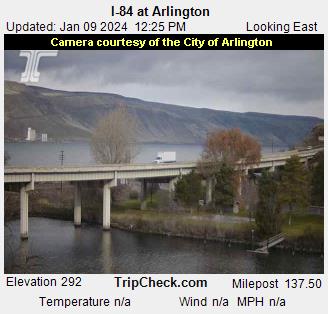 I-84 at Arlington
Updated: Jan 09 2024 12:25 PM Looking East
Camera courtesy of the City of Arlington
Elevation 292 TripCheck.com Milepost 137.50
Temperature n/a Wind n/a MPH n/a